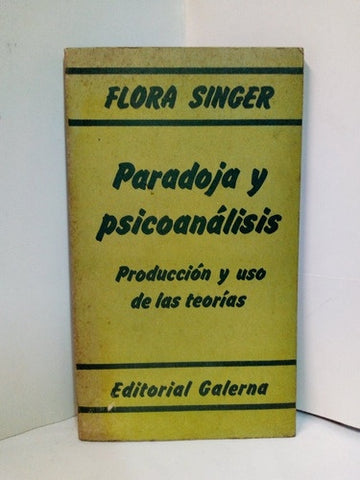 FLORA SINGER
Paradoja y
psicoanálisis
Producción y uso
de las teorías
Editorial Galerna